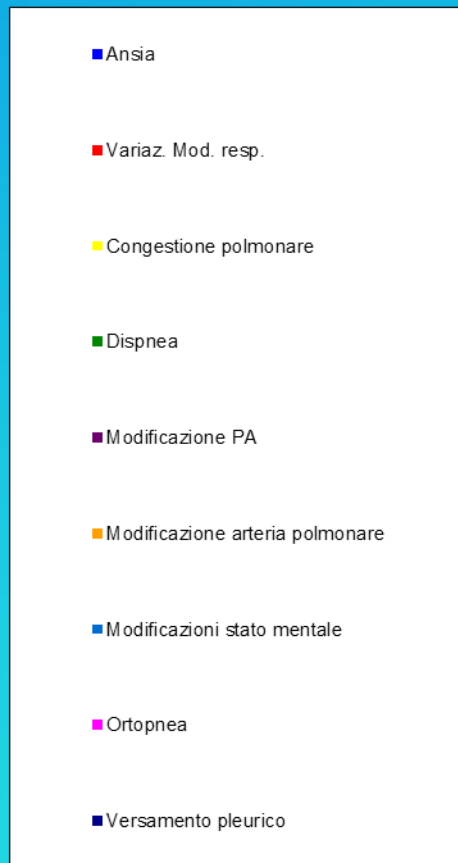 Ansia
Variaz. Mod. resp.
Congestione polmonare
Dispnea
Modificazione PA
Modificazione arteria polmonare
Modificazioni stato mentale
Ortopnea
Versamento pleurico